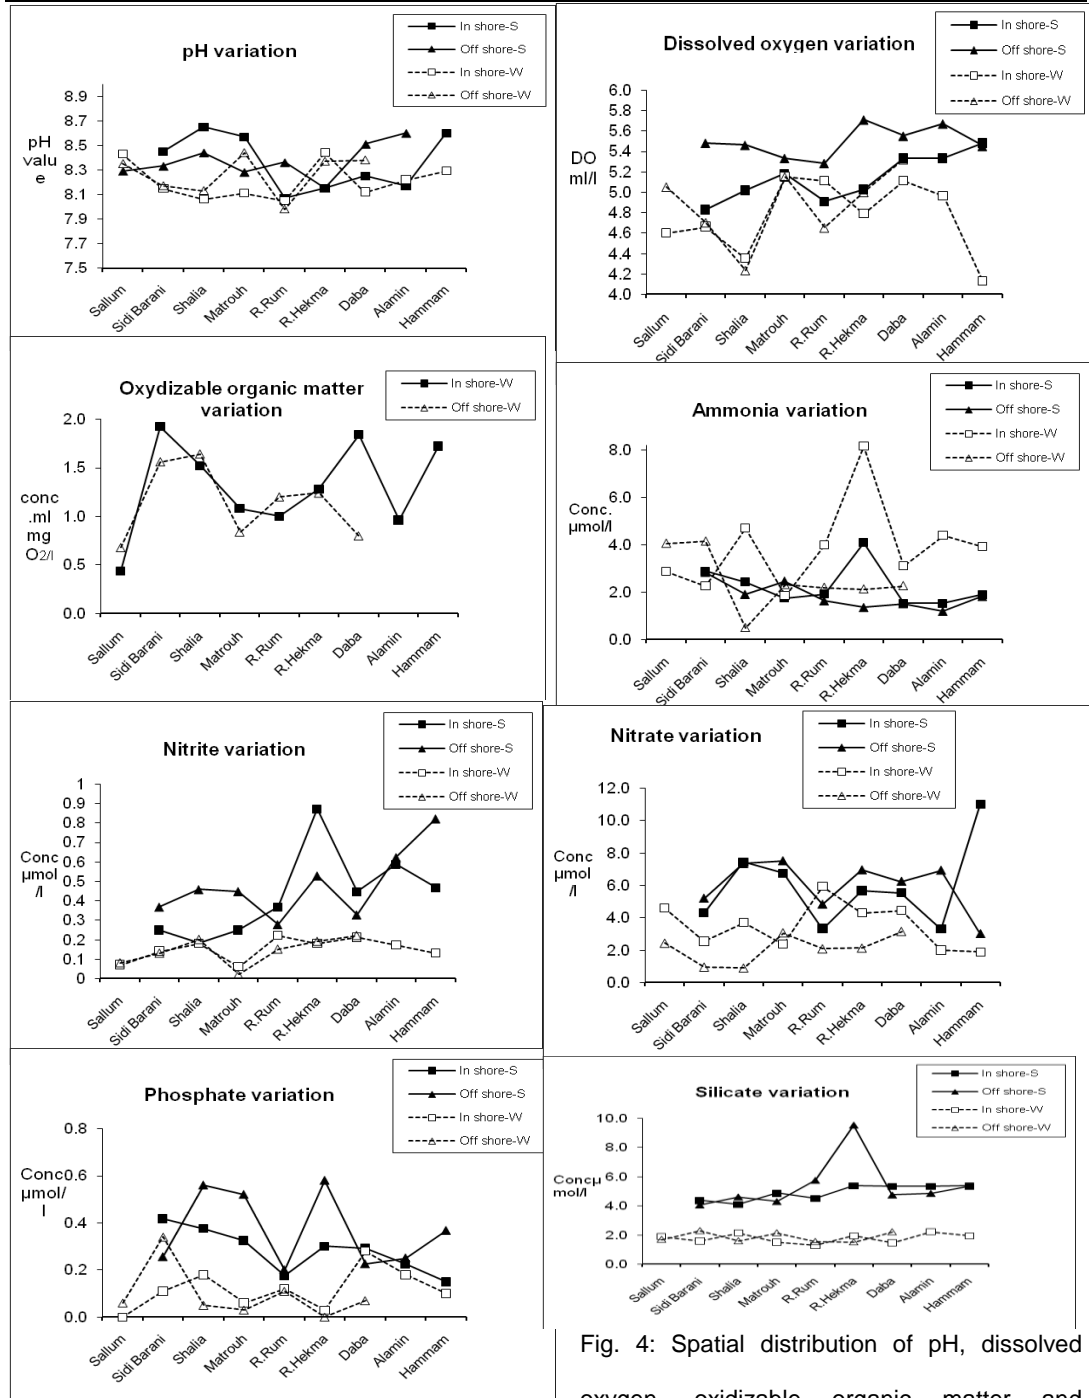 pH variation
In shore-S
Off shore-S
In shore-W
Off shore-W
pH
valu
e
8.9
8.7
8.5
8.3
8.1
7.9
7.7
7.5
Sallum
Sidi Barani
Shalia
Matrouh
R.Rum
R.Hekma
Daba
Alamin
Hammam
Dissolved oxygen variation
In shore-S
Off shore-S
In shore-W
Off shore-W
DO
ml/l
6.0
5.8
5.6
5.4
5.2
5.0
4.8
4.6
4.4
4.2
4.0
Sallum
Sidi Barani
Shalia
Matrouh
R.Rum
R.Hekma
Daba
Alamin
Hammam
Oxydizable organic matter
variation
In shore-W
Off shore-W
conc
.ml
mg
O2/l
2.0
1.5
1.0
0.5
0.0
Sallum
Sidi Barani
Shalia
Matrouh
R.Rum
R.Hekma
Daba
Alamin
Hammam
Ammonia variation
In shore-S
Off shore-S
In shore-W
Off shore-W
Conc.
µmol/l
8.0
6.0
4.0
2.0
0.0
Sallum
Sidi Barani
Shalia
Matrouh
R.Rum
R.Hekma
Daba
Alamin
Hammam
Nitrite variation
In shore-S
Off shore-S
In shore-W
Off shore-W
Conc
µmol
/l
1
0.9
0.8
0.7
0.6
0.5
0.4
0.3
0.2
0.1
0
Sallum
Sidi Barani
Shalia
Matrouh
R.Rum
R.Hekma
Daba
Alamin
Hammam
Nitrate variation
In shore-S
Off shore-S
In shore-W
Off shore-W
Conc
µmol
/l
12.0
10.0
8.0
6.0
4.0
2.0
0.0
Sallum
Sidi Barani
Shalia
Matrouh
R.Rum
R.Hekma
Daba
Alamin
Hammam
Phosphate variation
In shore-S
Off shore-S
In shore-W
Off shore-W
Conc
µmol/
l
0.8
0.6
0.4
0.2
0.0
Sallum
Sidi Barani
Shalia
Matrouh
R.Rum
R.Hekma
Daba
Alamin
Hammam
Silicate variation
In shore-S
Off shore-S
In shore-W
Off shore-W
Concµ
mol/l
10.0
8.0
6.0
4.0
2.0
0.0
Sallum
Sidi Barani
Shalia
Matrouh
R.Rum
R.Hekma
Daba
Alamin
Hammam
Fig. 4: Spatial distribution of pH, dissolved
oxygen, oxidizable organic matter and